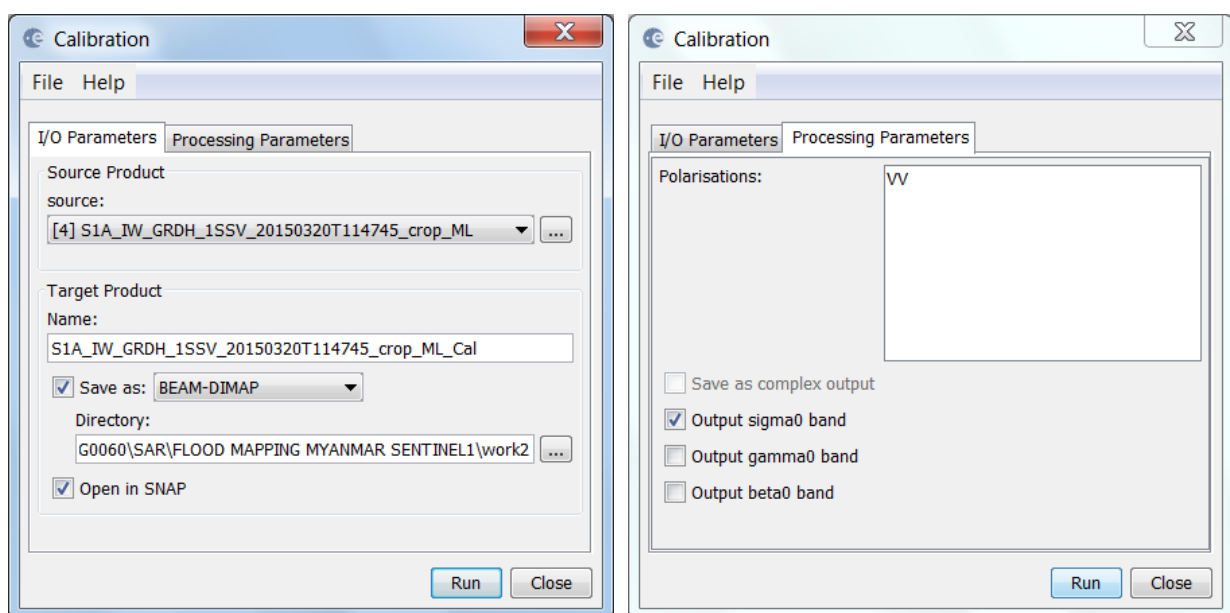 Calibration
File Help
I/O Parameters Processing Parameters
Source Product
source:
[4] S1A_IW_GRDH_1SSV_20150320T114745_crop_ML ...
Target Product
Name:
S1A_IW_GRDH_1SSV_20150320T114745_crop_ML_Cal
Save as: BEAM-DIMAP
Directory:
G0060\SAR\FLOOD MAPPING MYANMAR SENTINEL1\work2 ...
Open in SNAP
Run Close
Calibration
File Help
I/O Parameters Processing Parameters
Polarisations: VV
Save as complex output
Output sigma0 band
Output gamma0 band
Output beta0 band
Run Close